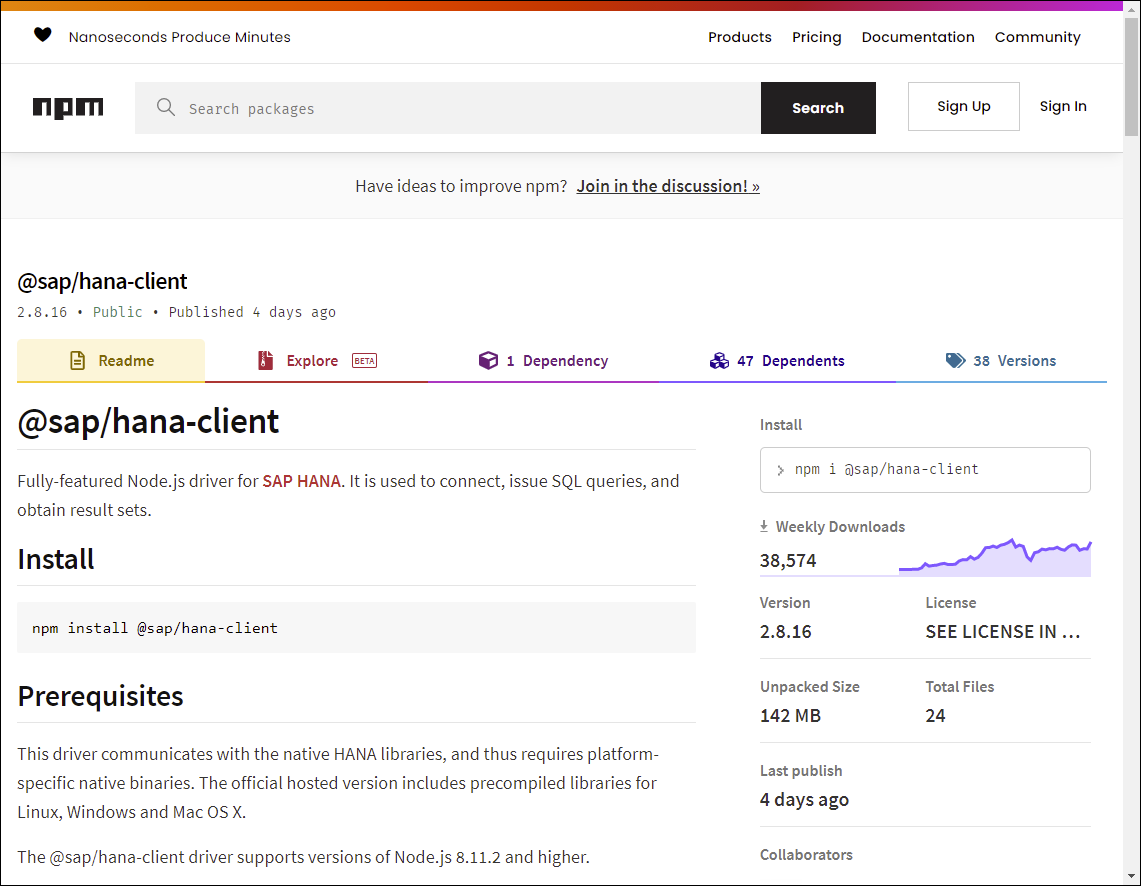 Nanoseconds Produce Minutes
Products Pricing Documentation Community
npm
Search packages
Search
Sign Up
Sign In
Have ideas to improve npm? Join in the discussion! »
@sap/hana-client
2.8.16 • Public • Published 4 days ago
Readme
Explore BETA
1 Dependency
47 Dependents
38 Versions
@sap/hana-client
Fully-featured Node.js driver for SAP HANA. It is used to connect, issue SQL queries, and
obtain result sets.
Install
npm install @sap/hana-client
Prerequisites
This driver communicates with the native HANA libraries, and thus requires platform-
specific native binaries. The official hosted version includes precompiled libraries for
Linux, Windows and Mac OS X.
The @sap/hana-client driver supports versions of Node.js 8.11.2 and higher.
Install
> npm i @sap/hana-client
Weekly Downloads
38,574
Version
2.8.16
License
SEE LICENSE IN …
Unpacked Size
142 MB
Total Files
24
Last publish
4 days ago
Collaborators